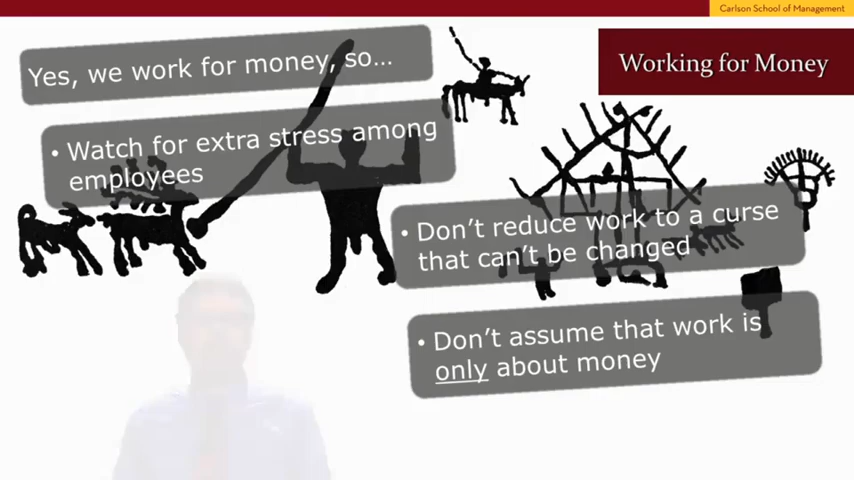 Carlson School of Management
Working for Money
Yes, we work for money, so…
• Watch for extra stress among
employees
• Don’t reduce work to a curse
that can’t be changed
• Don’t assume that work is
only about money